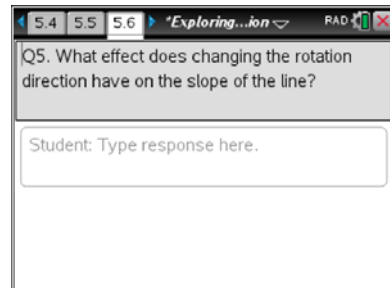 5.4 5.5 5.6 *Exploring...ion RAD
Q5. What effect does changing the rotation
direction have on the slope of the line?
Student: Type response here.